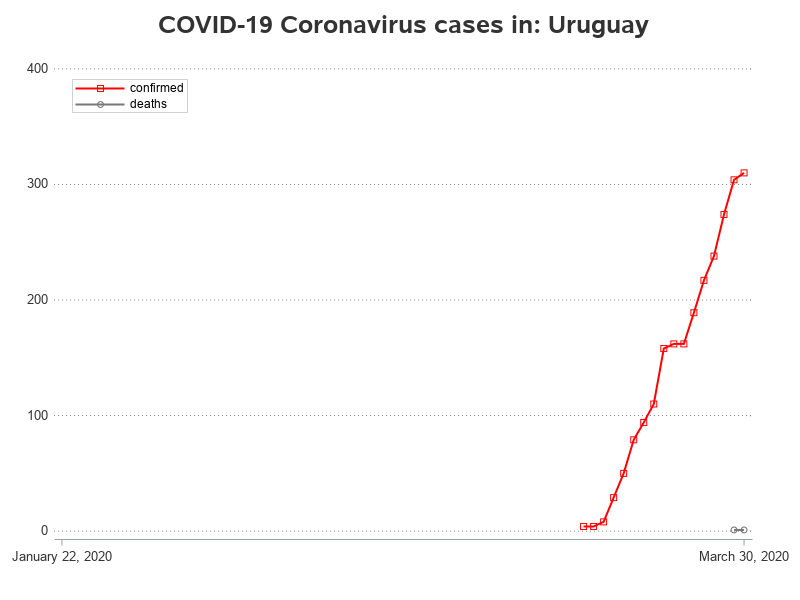 COVID-19 Coronavirus cases in: Uruguay
400
confirmed
deaths
300
200
100
0
January 22, 2020
March 30, 2020